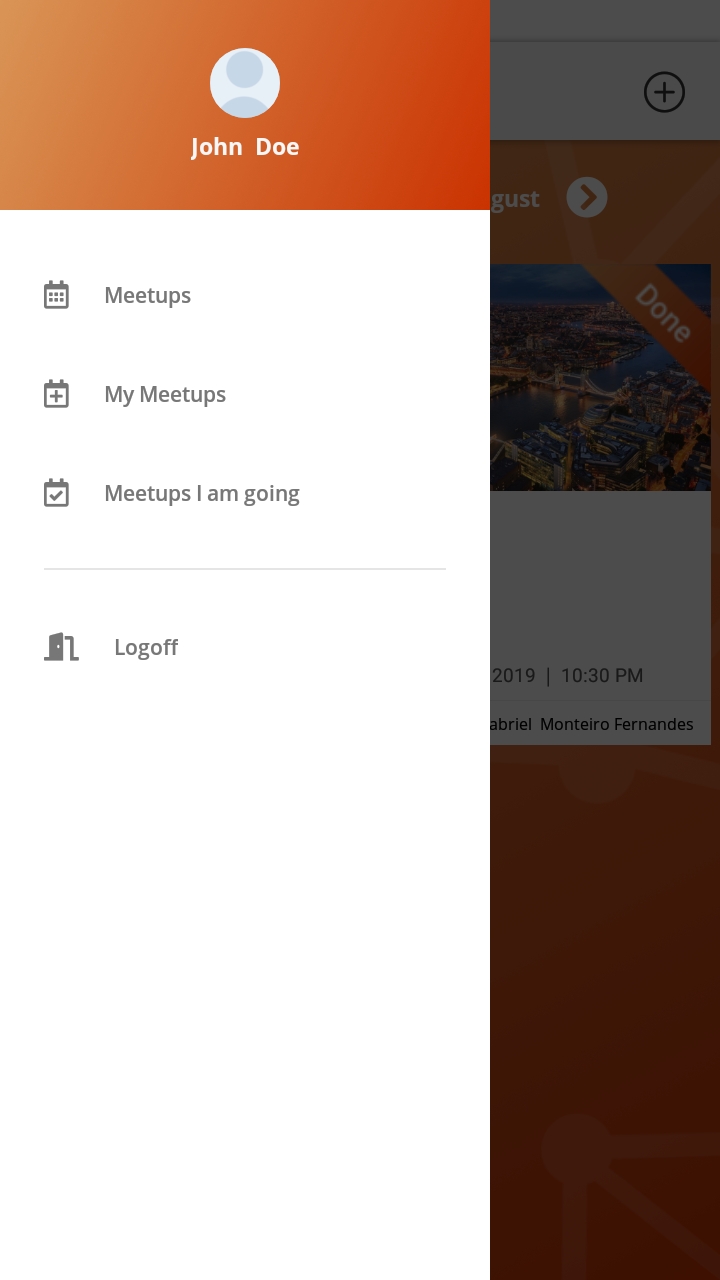 John  Doe
gust
Done
Meetups
My Meetups
Meetups I am going
Logoff
2019 | 10:30 PM
abriel  Monteiro Fernandes